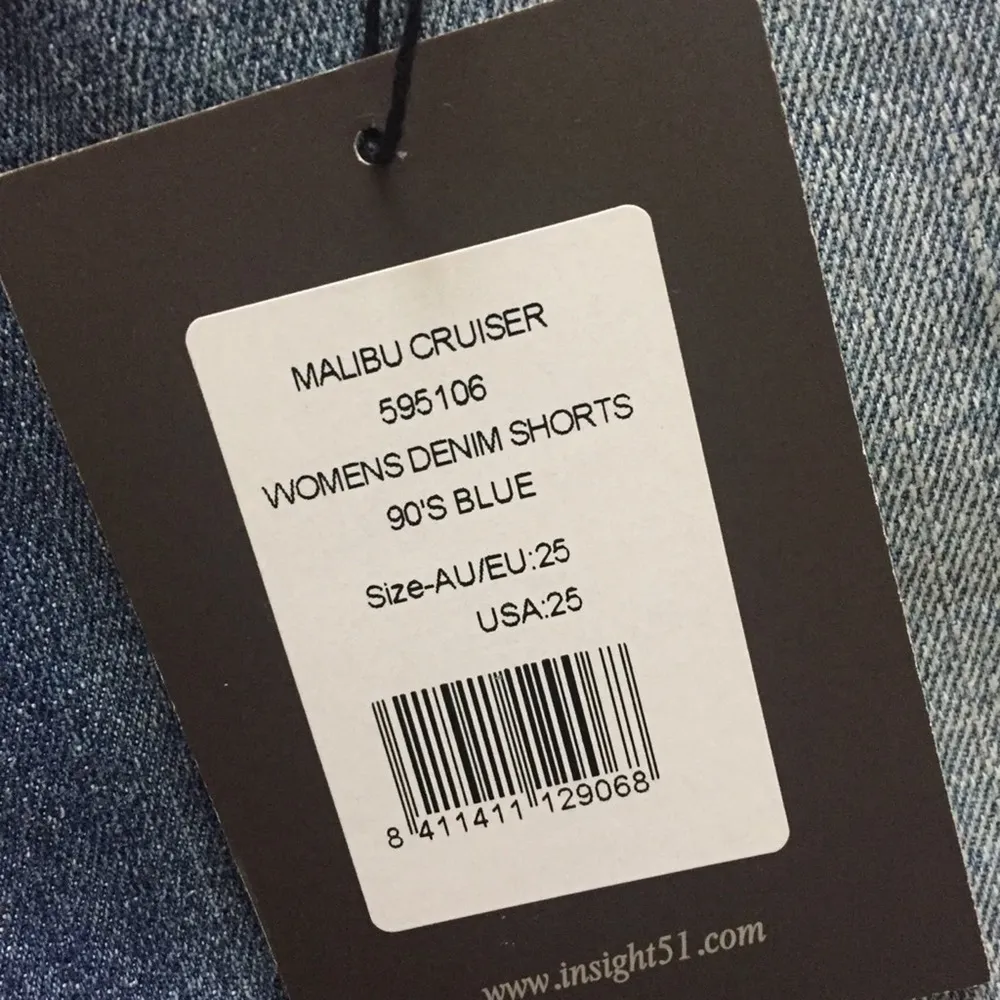 MALIBU CRUISER
595106
WOMENS DENIM SHORTS
90'S BLUE
Size-AU/EU:25
USA:25
8 411411 129068
www.insight51.com